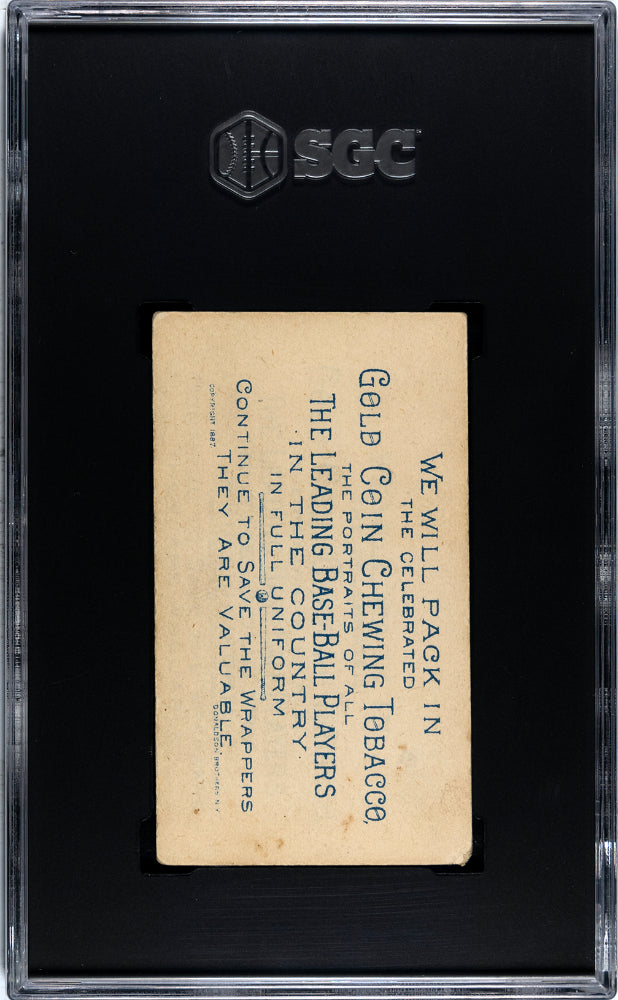 SGC
WE WILL PACK IN
THE CELEBRATED
GOLD COIN CHEWING TOBACCO,
THE PORTRAITS OF ALL
THE LEADING BASE-BALL PLAYERS
IN THE COUNTRY
IN FULL UNIFORM
CONTINUE TO SAVE THE WRAPPERS
THEY ARE VALUABLE
COPYRIGHT 1887.
DONALDSON BROTHERS N.Y